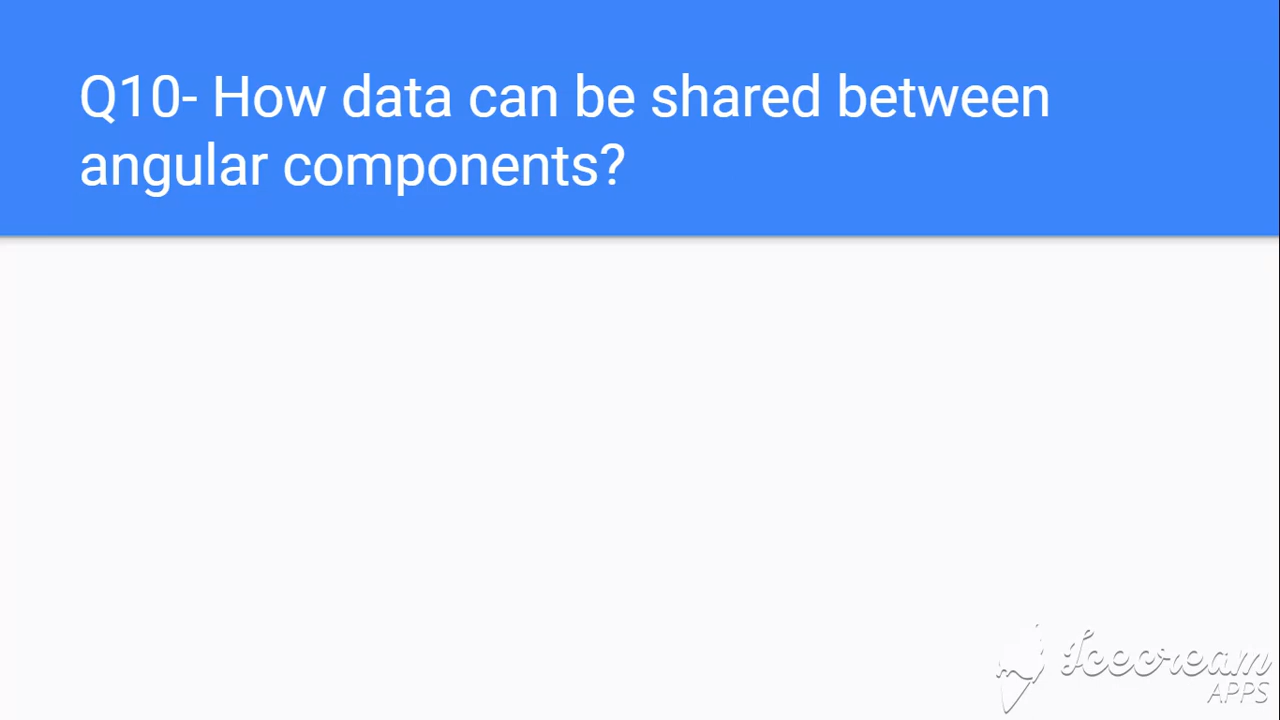 Q10- How data can be shared between
angular components?
Icecream
APPS